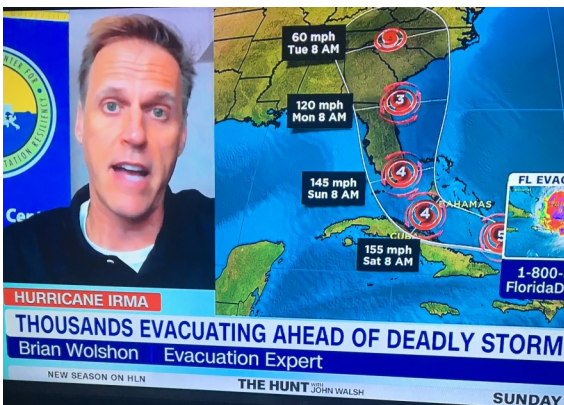 60 mph
Tue 8 AM
3
120 mph
Mon 8 AM
4
145 mph
Sun 8 AM
4
BAHAMAS
CUBA
155 mph
Sat 8 AM
5
FL EVAC
1-800-
FloridaD
HURRICANE IRMA
THOUSANDS EVACUATING AHEAD OF DEADLY STORM
Brian Wolshon Evacuation Expert
NEW SEASON ON HLN
THE HUNT with JOHN WALSH
SUNDAY